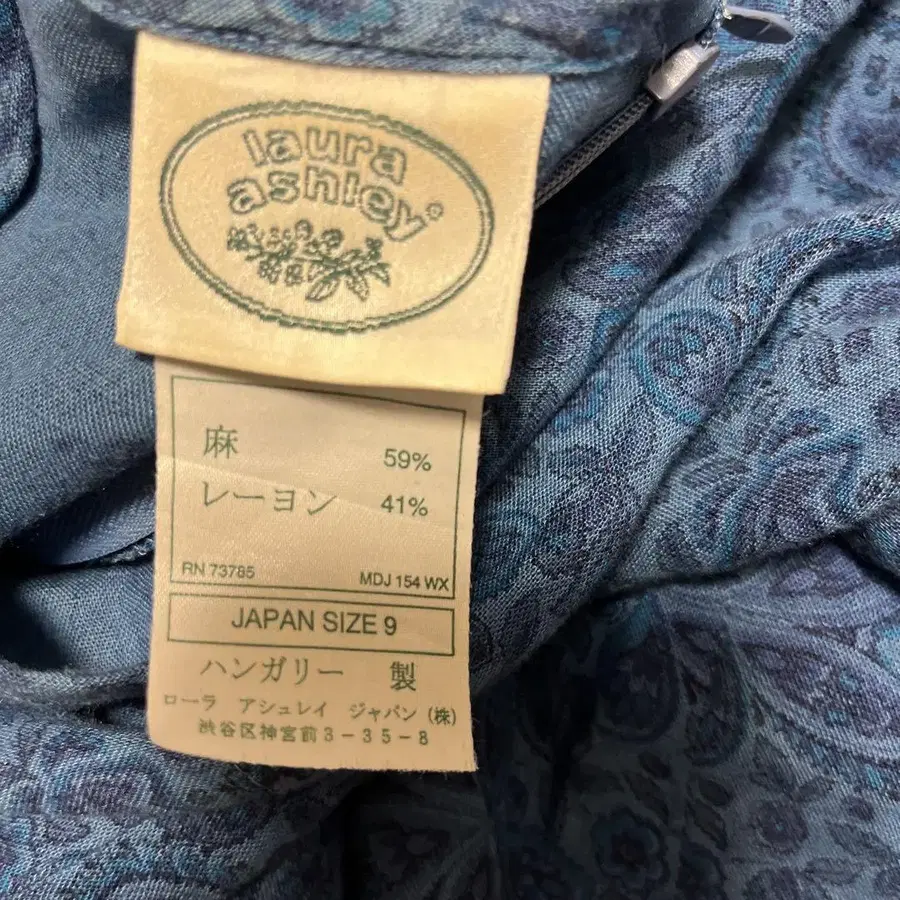 laura
ashley®
麻 59%
レーヨン 41%
RN 73785 MDJ 154 WX
JAPAN SIZE 9
ハンガリー 製
ローラ アシュレイ ジャパン (株)
渋谷区神宮前3-35-8